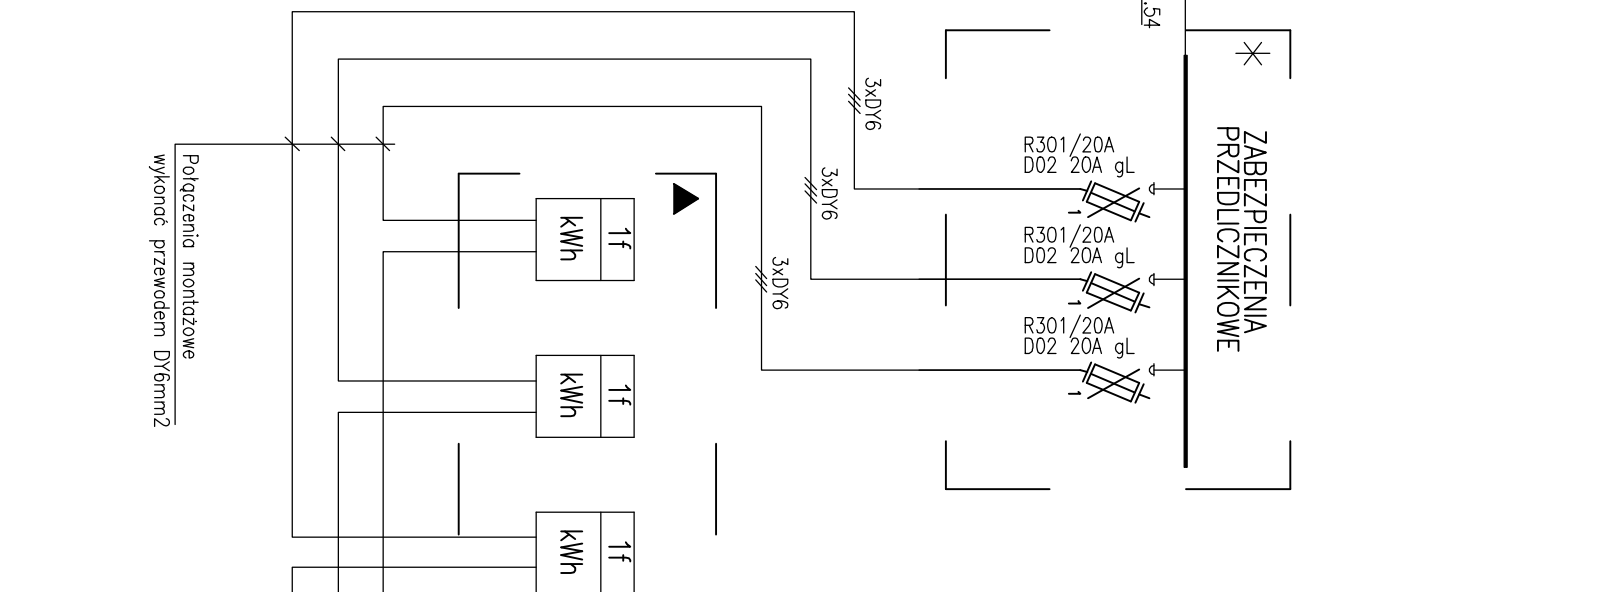 .54
ZABEZPIECZENIA
PRZEDLICZNIKOWE
3xDY6
3xDY6
3xDY6
R301/20A
D02 20A gL
1
R301/20A
D02 20A gL
1
R301/20A
D02 20A gL
1
1f
kWh
1f
kWh
1f
kWh
Połączenia montażowe
wykonać przewodem DY6mm2